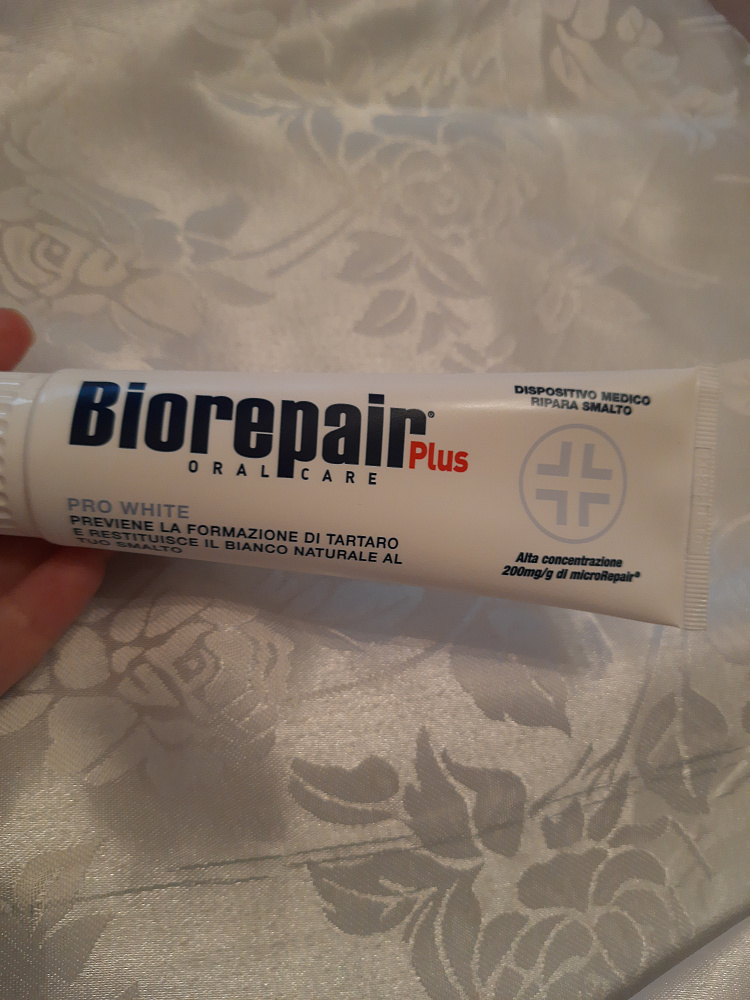 Biorepair® Plus
ORAL CARE
PRO WHITE
PREVIENE LA FORMAZIONE DI TARTARO
E RESTITUISCE IL BIANCO NATURALE AL
TUO SMALTO
DISPOSITIVO MEDICO
RIPARA SMALTO
Alta concentrazione
200mg/g di microRepair®